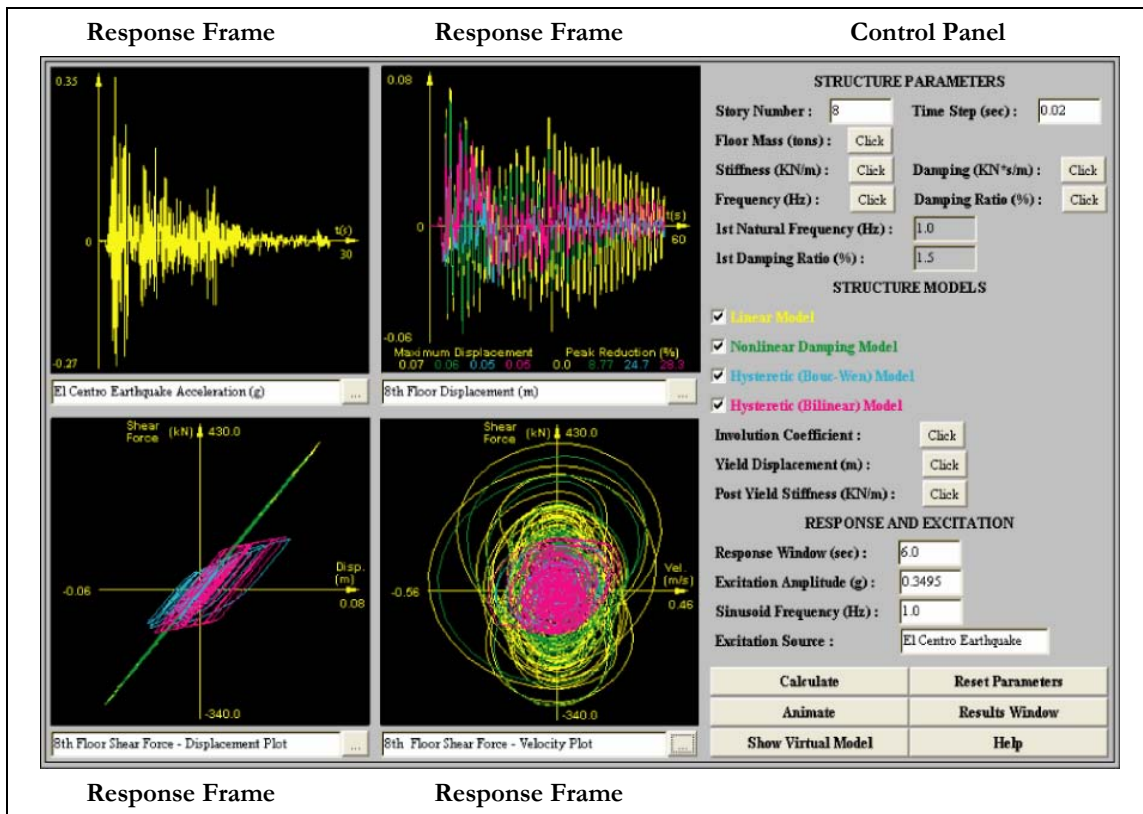 Response Frame
Response Frame
Control Panel
0.35
0
t(s)
30
-0.27
El Centro Earthquake Acceleration (g)
...
0.08
0
t(s)
60
-0.06
Maximum Displacement
Peak Reduction (%)
0.07 0.06 0.05 0.05
0.0 8.77 24.7 28.3
8th Floor Displacement (m)
...
Shear Force (kN) 430.0
-0.06
Disp. (m)
0.08
-340.0
8th Floor Shear Force - Displacement Plot
...
Shear Force (kN) 430.0
-0.56
Vel. (m/s)
0.46
-340.0
8th Floor Shear Force - Velocity Plot
...
STRUCTURE PARAMETERS
Story Number : 8 Time Step (sec) : 0.02
Floor Mass (tons) : Click
Stiffness (KN/m) : Click Damping (KN*s/m) : Click
Frequency (Hz) : Click Damping Ratio (%) : Click
1st Natural Frequency (Hz) : 1.0
1st Damping Ratio (%) : 1.5
STRUCTURE MODELS
Linear Model
Nonlinear Damping Model
Hysteretic (Bouc-Wen) Model
Hysteretic (Bilinear) Model
Involution Coefficient : Click
Yield Displacement (m) : Click
Post Yield Stiffness (KN/m) : Click
RESPONSE AND EXCITATION
Response Window (sec) : 6.0
Excitation Amplitude (g) : 0.3495
Sinusoid Frequency (Hz) : 1.0
Excitation Source : El Centro Earthquake
Calculate Reset Parameters
Animate Results Window
Show Virtual Model Help
Response Frame
Response Frame